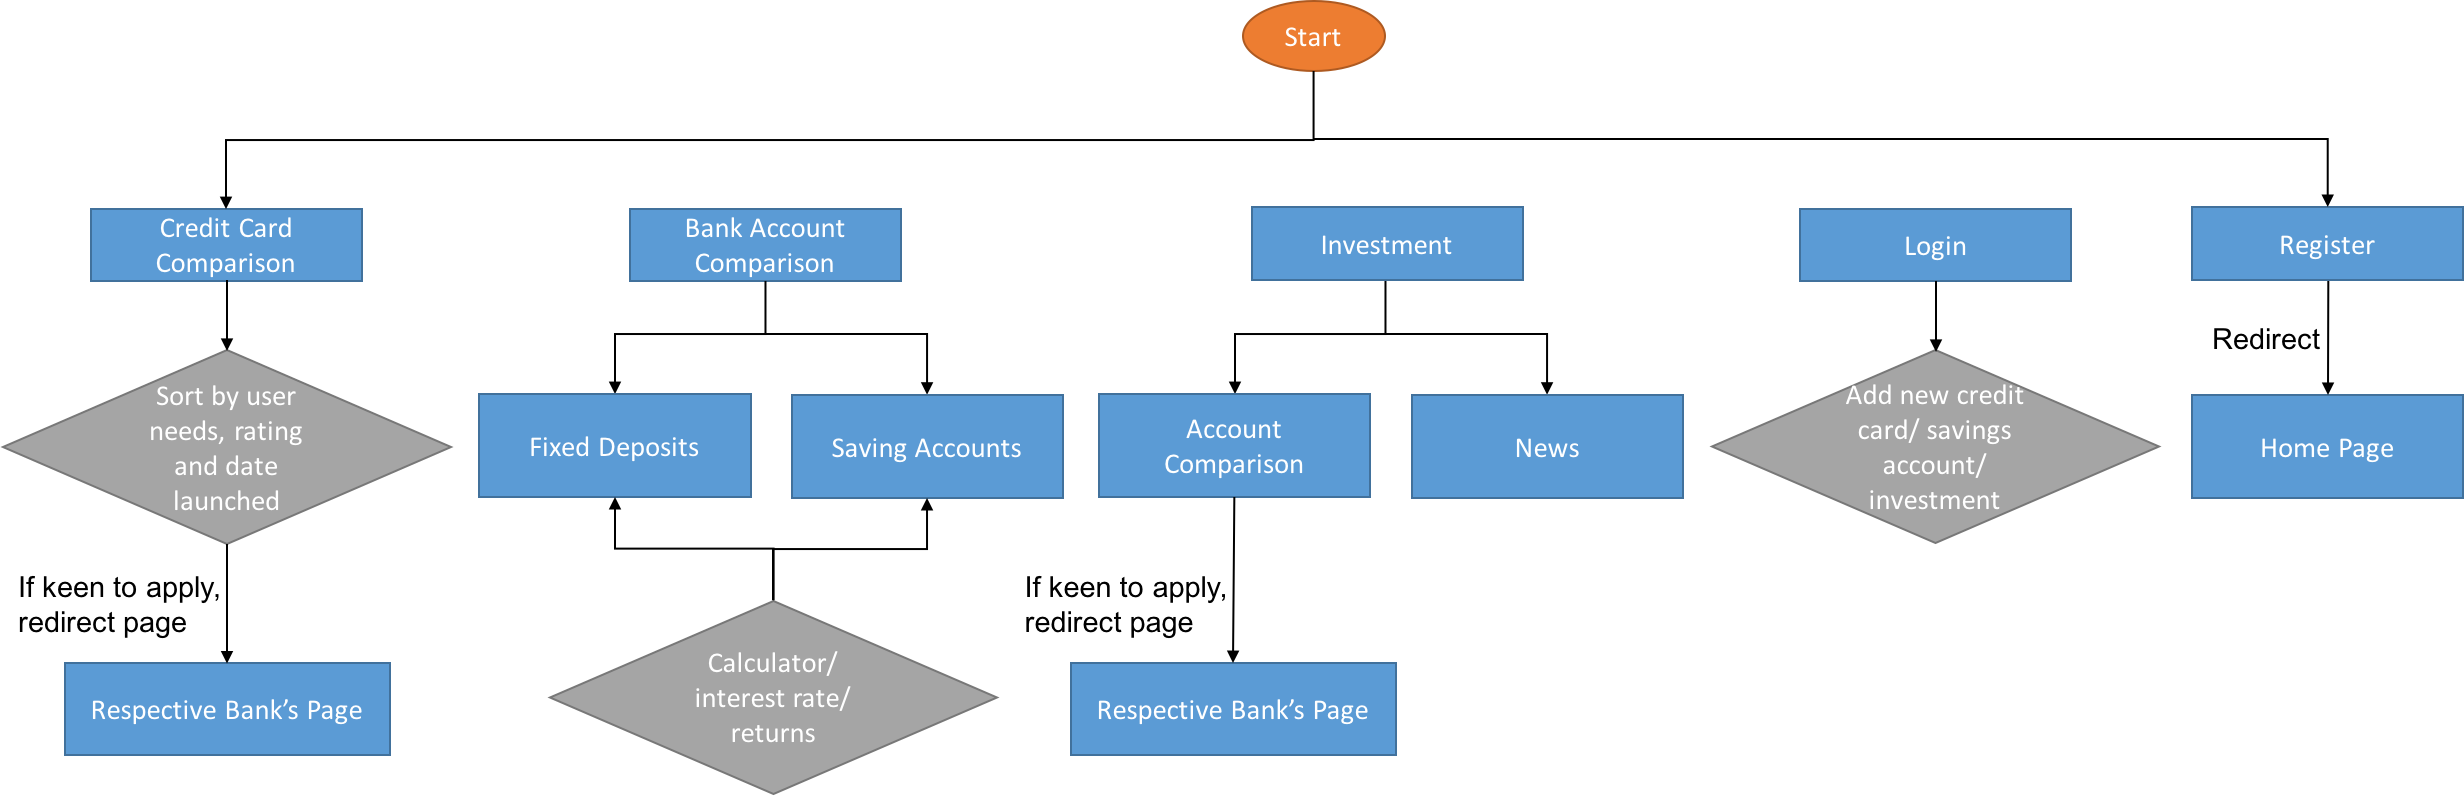 Start
Credit Card
Comparison
Bank Account
Comparison
Investment
Login
Register
Redirect
Sort by user
needs, rating
and date
launched
Fixed Deposits
Saving Accounts
Account
Comparison
News
Add new credit
card/ savings
account/
investment
Home Page
If keen to apply,
redirect page
If keen to apply,
redirect page
Respective Bank’s Page
Calculator/
interest rate/
returns
Respective Bank’s Page